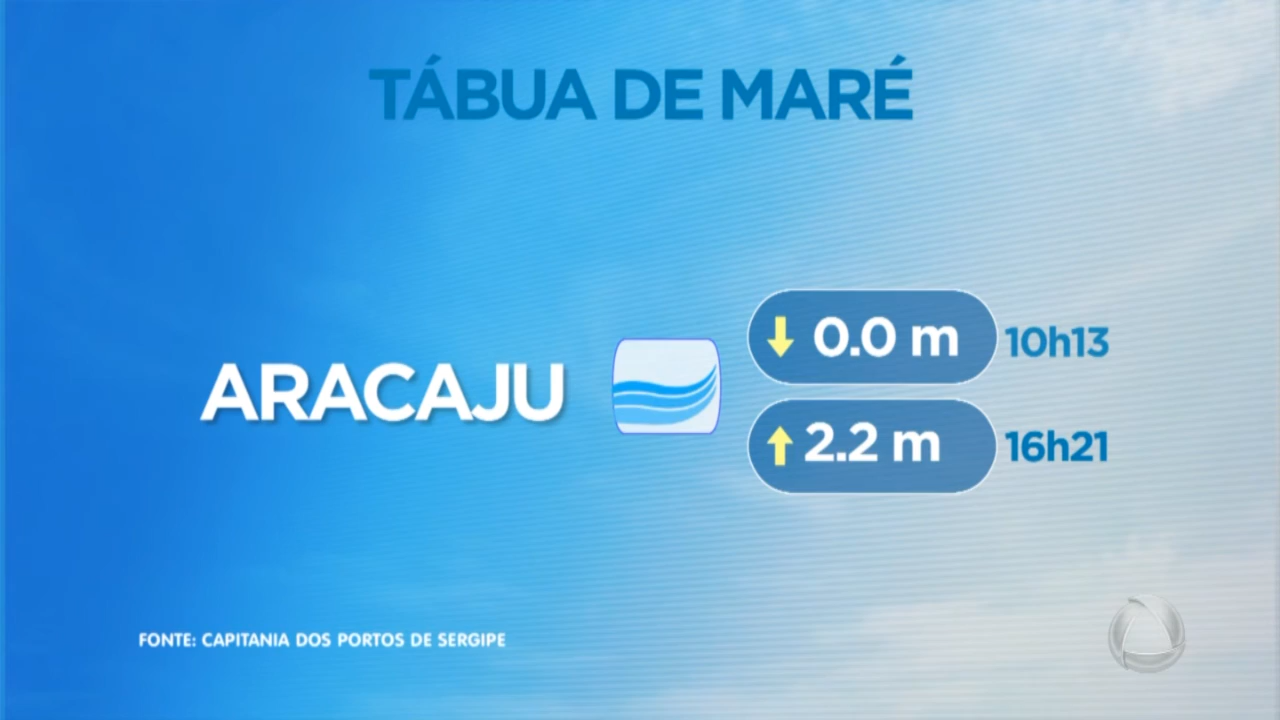 TÁBUA DE MARÉ
ARACAJU
0.0 m 10h13
2.2 m 16h21
FONTE: CAPITANIA DOS PORTOS DE SERGIPE